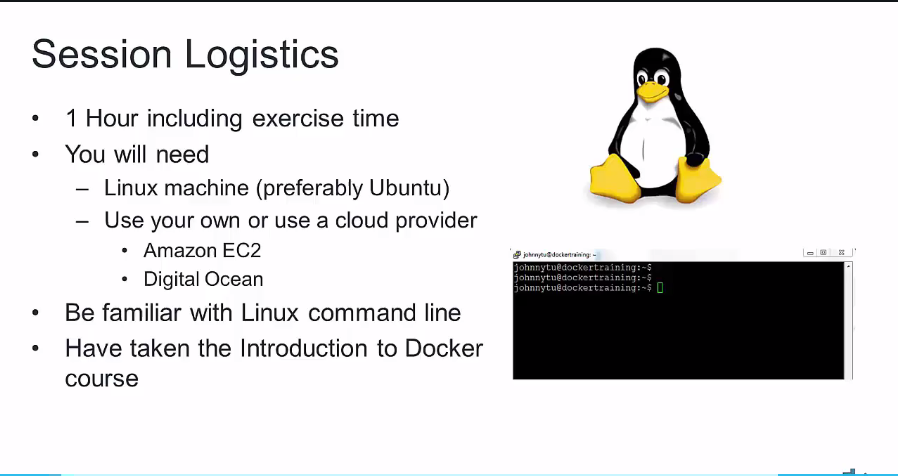 Session Logistics
• 1 Hour including exercise time
• You will need
– Linux machine (preferably Ubuntu)
– Use your own or use a cloud provider
• Amazon EC2
• Digital Ocean
• Be familiar with Linux command line
• Have taken the Introduction to Docker
course
johnnytu@dockertraining: ~
johnnytu@dockertraining:~$
johnnytu@dockertraining:~$
johnnytu@dockertraining:~$